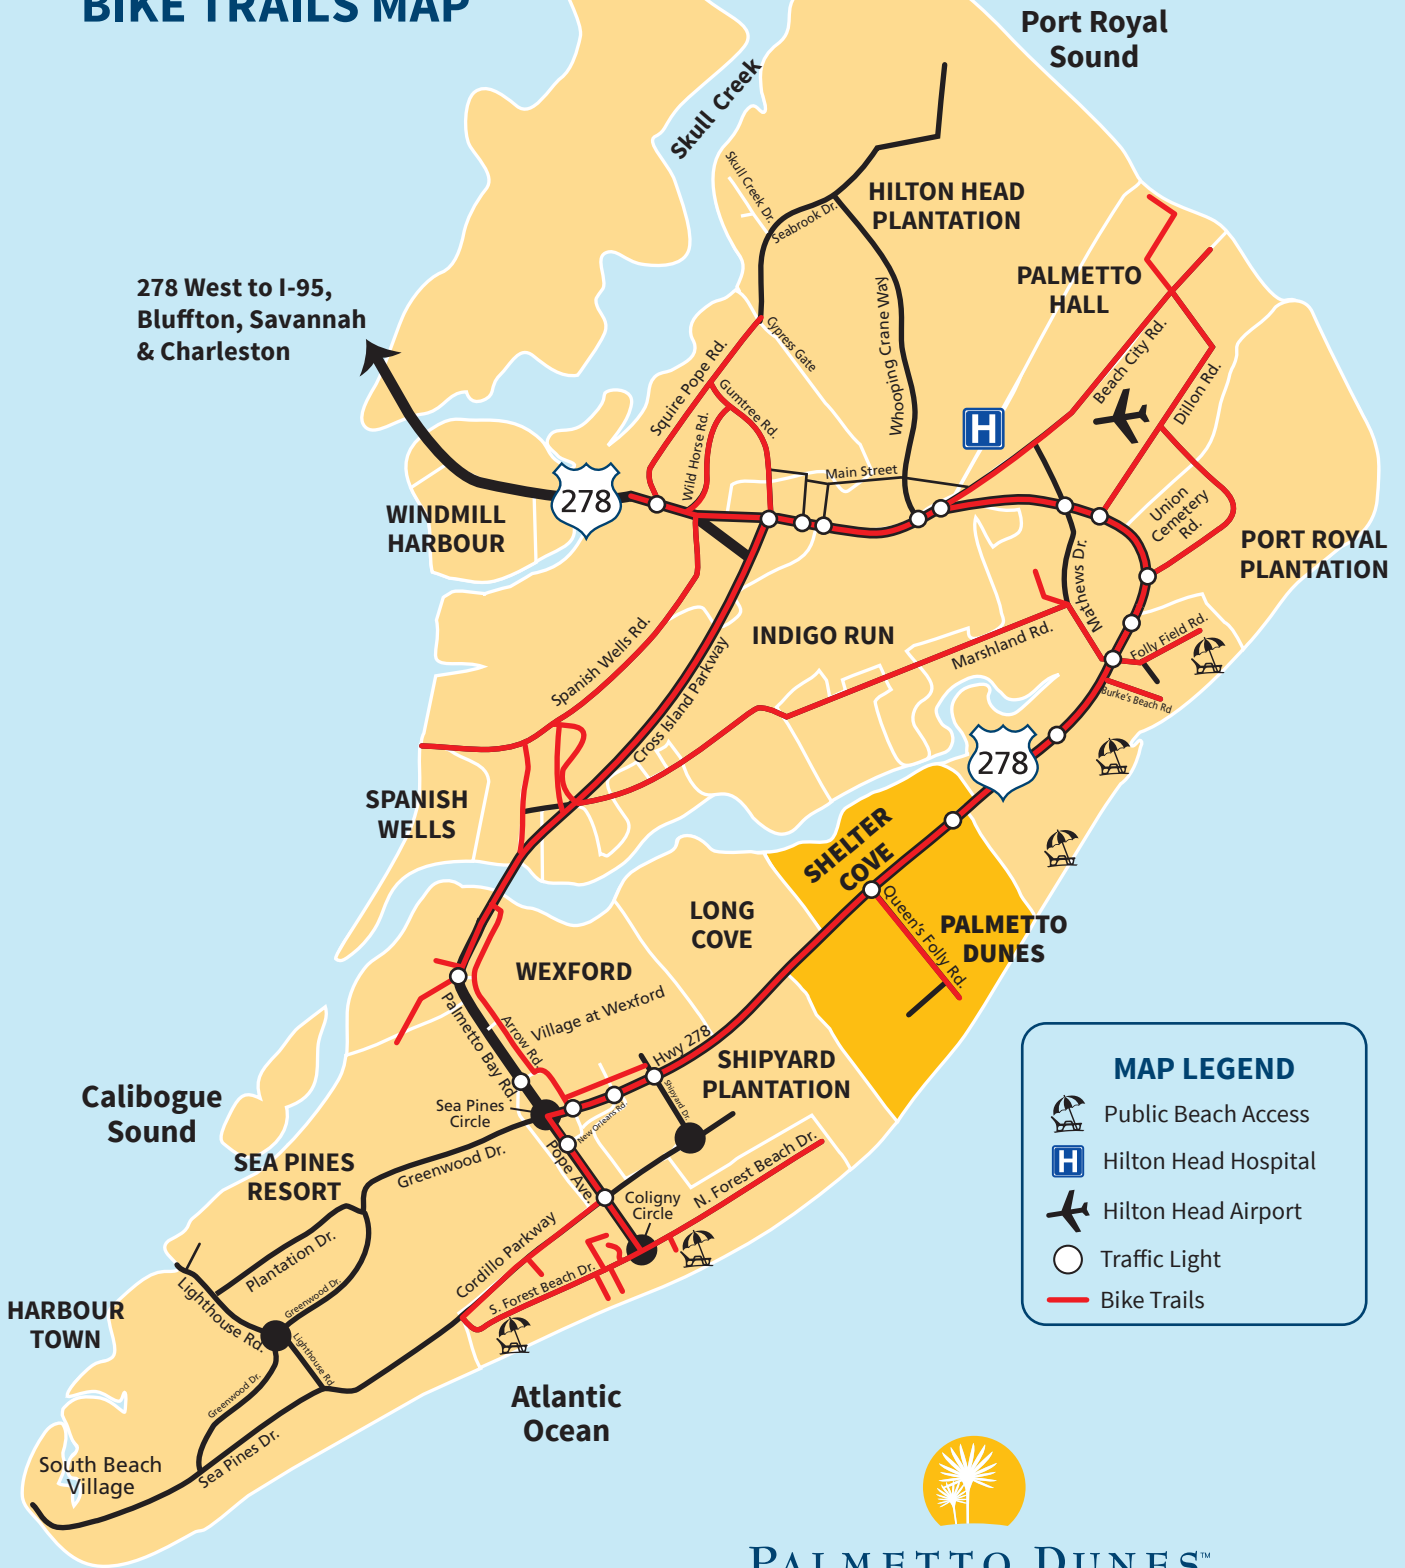 BIKE TRAILS MAP
Port Royal
Sound
Skull Creek
Skull Creek Dr.
Seabrook Dr.
HILTON HEAD
PLANTATION
PALMETTO
HALL
278 West to I-95,
Bluffton, Savannah
& Charleston
Cypress Gate
Whooping Crane Way
Squire Pope Rd.
Gumtree Rd.
Wild Horse Rd.
Beach City Rd.
Dillon Rd.
H
Main Street
278
WINDMILL
HARBOUR
Union
Cemetery
Rd.
PORT ROYAL
PLANTATION
Mathews Dr.
INDIGO RUN
Marshland Rd.
Folly Field Rd.
Burke's Beach Rd
Spanish Wells Rd.
Cross Island Parkway
278
SPANISH
WELLS
SHELTER
COVE
LONG
COVE
Queen's Folly Rd.
PALMETTO
DUNES
WEXFORD
Village at Wexford
Palmetto Bay Rd.
Arrow Rd.
Hwy 278
SHIPYARD
PLANTATION
Shipyard Dr.
Sea Pines
Circle
New Orleans Rd.
Calibogue
Sound
SEA PINES
RESORT
Greenwood Dr.
Pope Ave.
Coligny
Circle
N. Forest Beach Dr.
Cordillo Parkway
S. Forest Beach Dr.
Plantation Dr.
Greenwood Dr.
Lighthouse Rd.
Lighthouse Rd
HARBOUR
TOWN
Greenwood Dr.
Sea Pines Dr.
South Beach
Village
Atlantic
Ocean
MAP LEGEND
Public Beach Access
H
Hilton Head Hospital
Hilton Head Airport
Traffic Light
Bike Trails
PALMETTO DUNES™